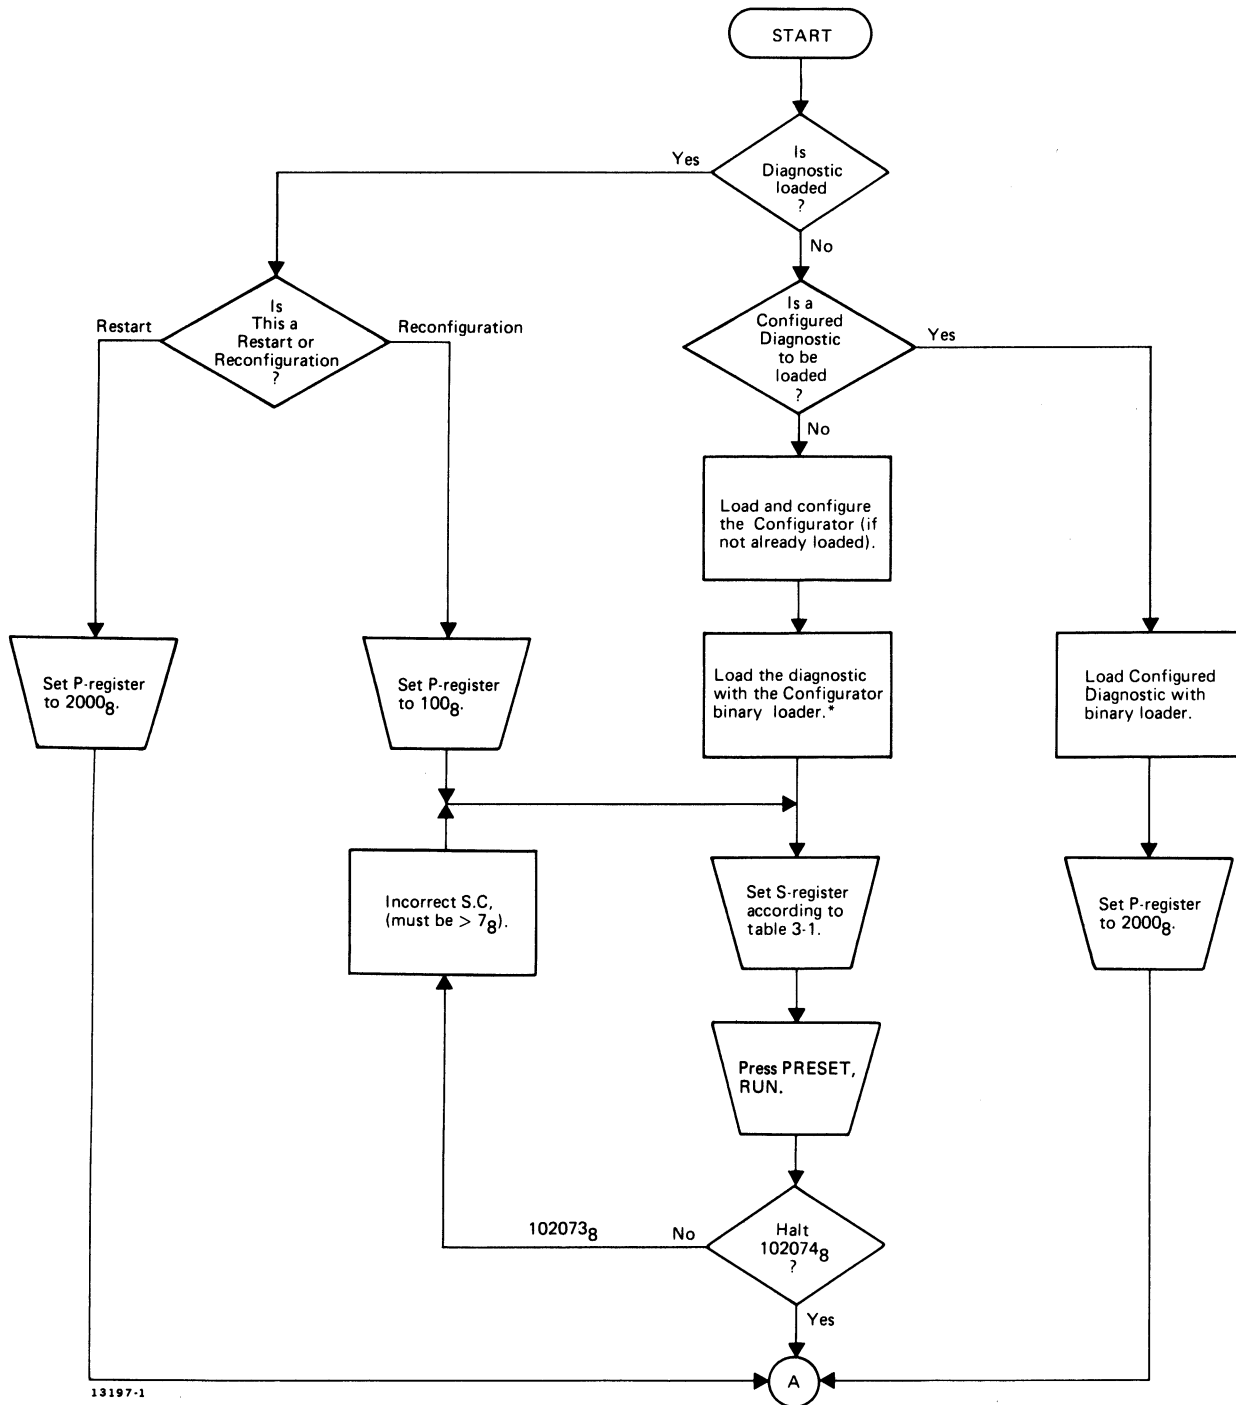 START
Is
Diagnostic
loaded
?
Yes
No
Is
This a
Restart or
Reconfiguration
?
Restart
Reconfiguration
Is a
Configured
Diagnostic
to be
loaded
?
Yes
No
Load and configure
the Configurator (if
not already loaded).
Set P-register
to 2000₈.
Set P-register
to 100₈.
Load the diagnostic
with the Configurator
binary loader.*
Load Configured
Diagnostic with
binary loader.
Incorrect S.C,
(must be > 7₈).
Set S-register
according to
table 3-1.
Set P-register
to 2000₈.
Press PRESET,
RUN.
102073₈
No
Halt
102074₈
?
Yes
A
13197-1